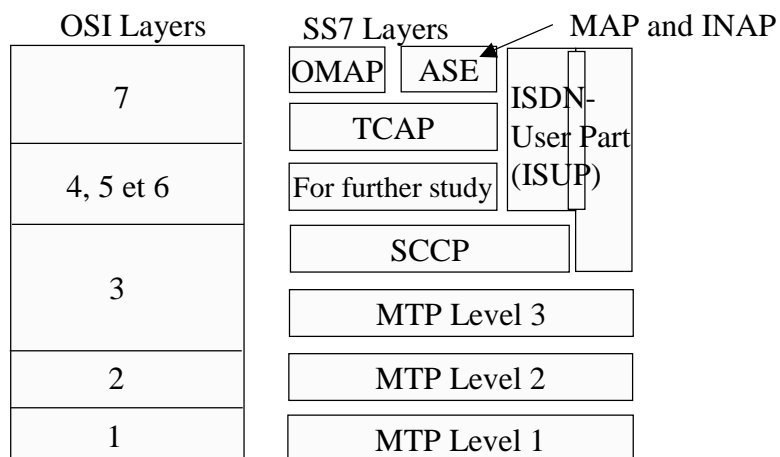 OSI Layers
SS7 Layers
MAP and INAP
7
OMAP
ASE
ISDN-
User Part
(ISUP)
TCAP
4, 5 et 6
For further study
3
SCCP
MTP Level 3
2
MTP Level 2
1
MTP Level 1